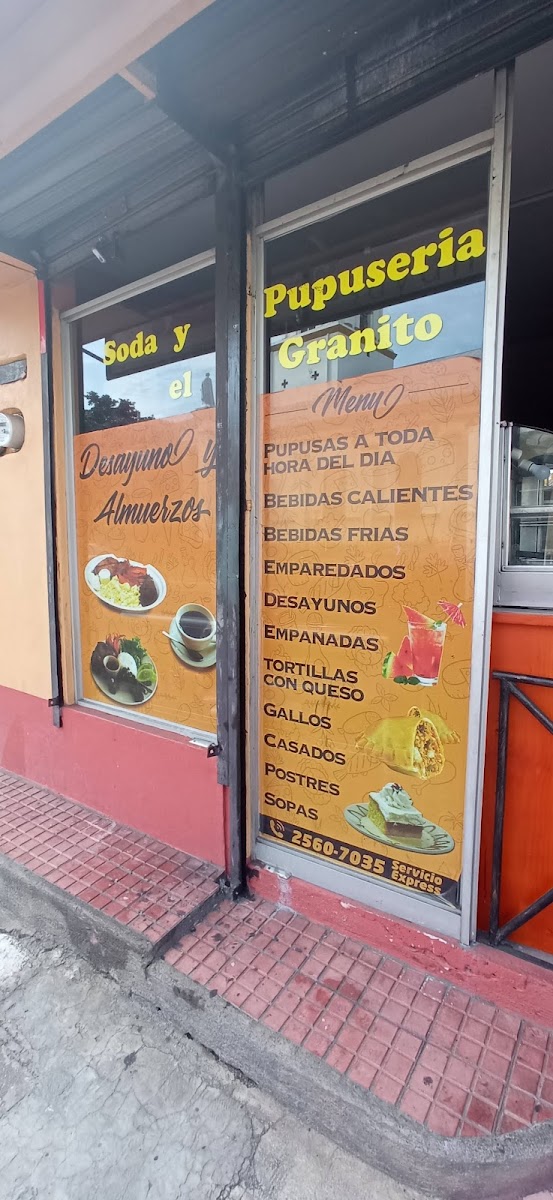 Soda y
el
Desayuno y
Almuerzos
Pupuseria
Granito
Menu
PUPUSAS A TODA
HORA DEL DIA
BEBIDAS CALIENTES
BEBIDAS FRIAS
EMPAREDADOS
DESAYUNOS
EMPANADAS
TORTILLAS
CON QUESO
GALLOS
CASADOS
POSTRES
SOPAS
2560-7035 Servicio
Express